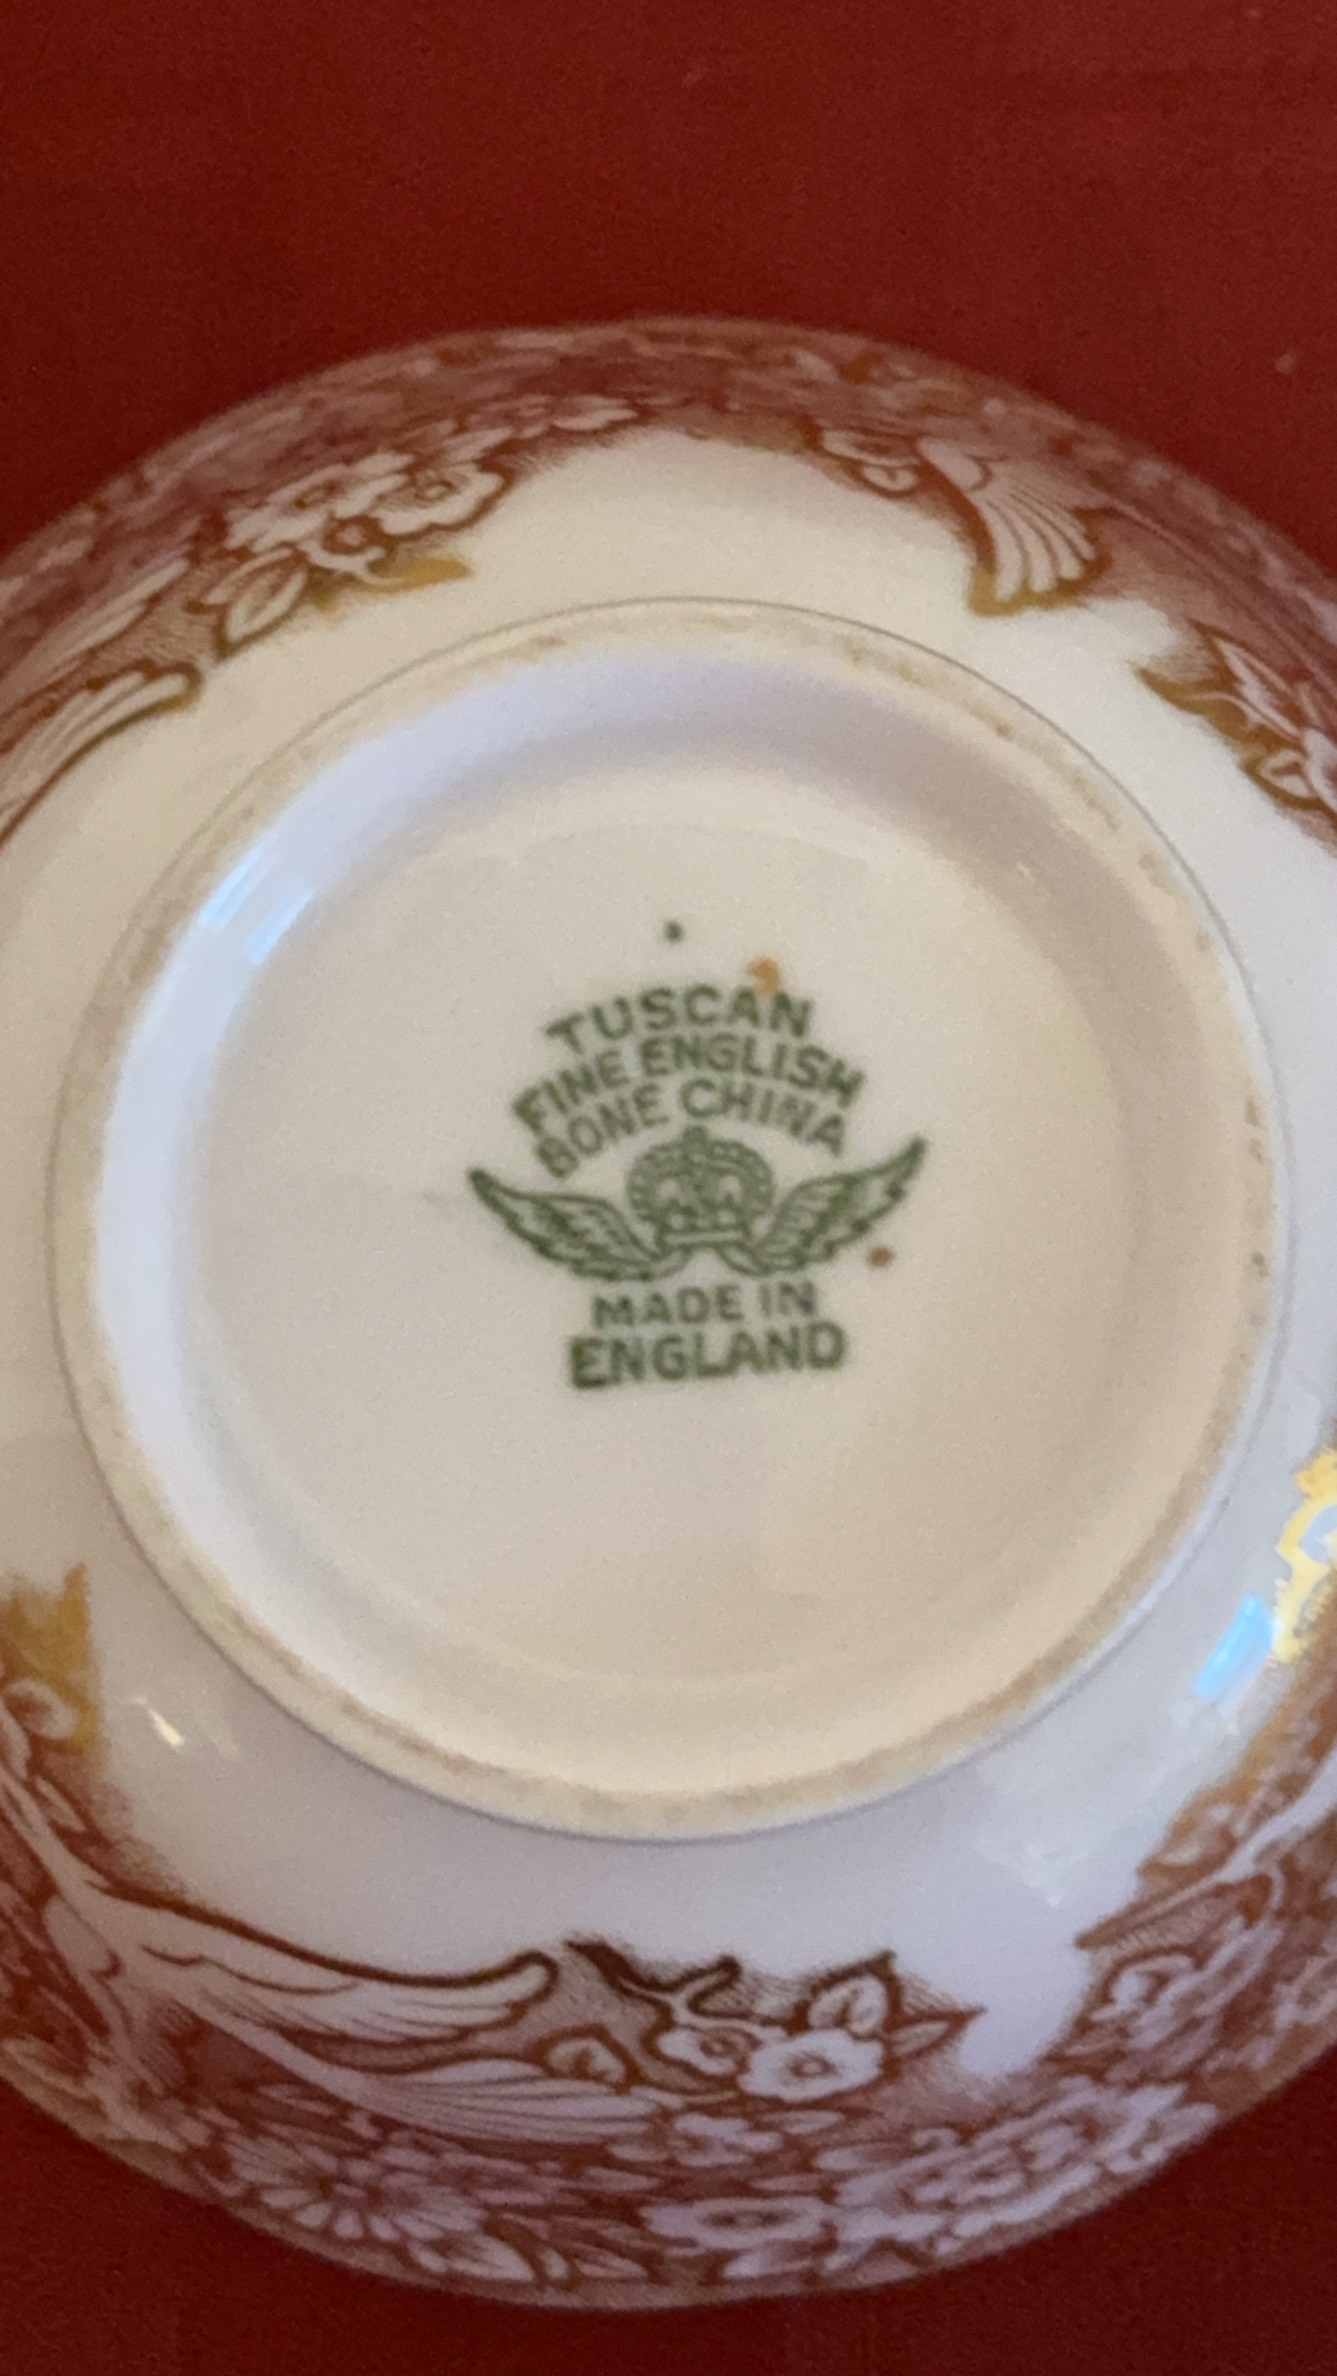 TUSCAN
FINE ENGLISH
BONE CHINA
MADE IN
ENGLAND